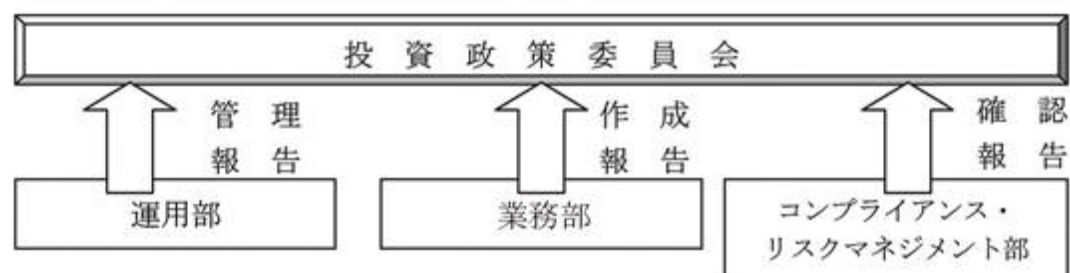 投資政策委員会
管理
報告
作成
報告
確認
報告
運用部
業務部
コンプライアンス・
リスクマネジメント部